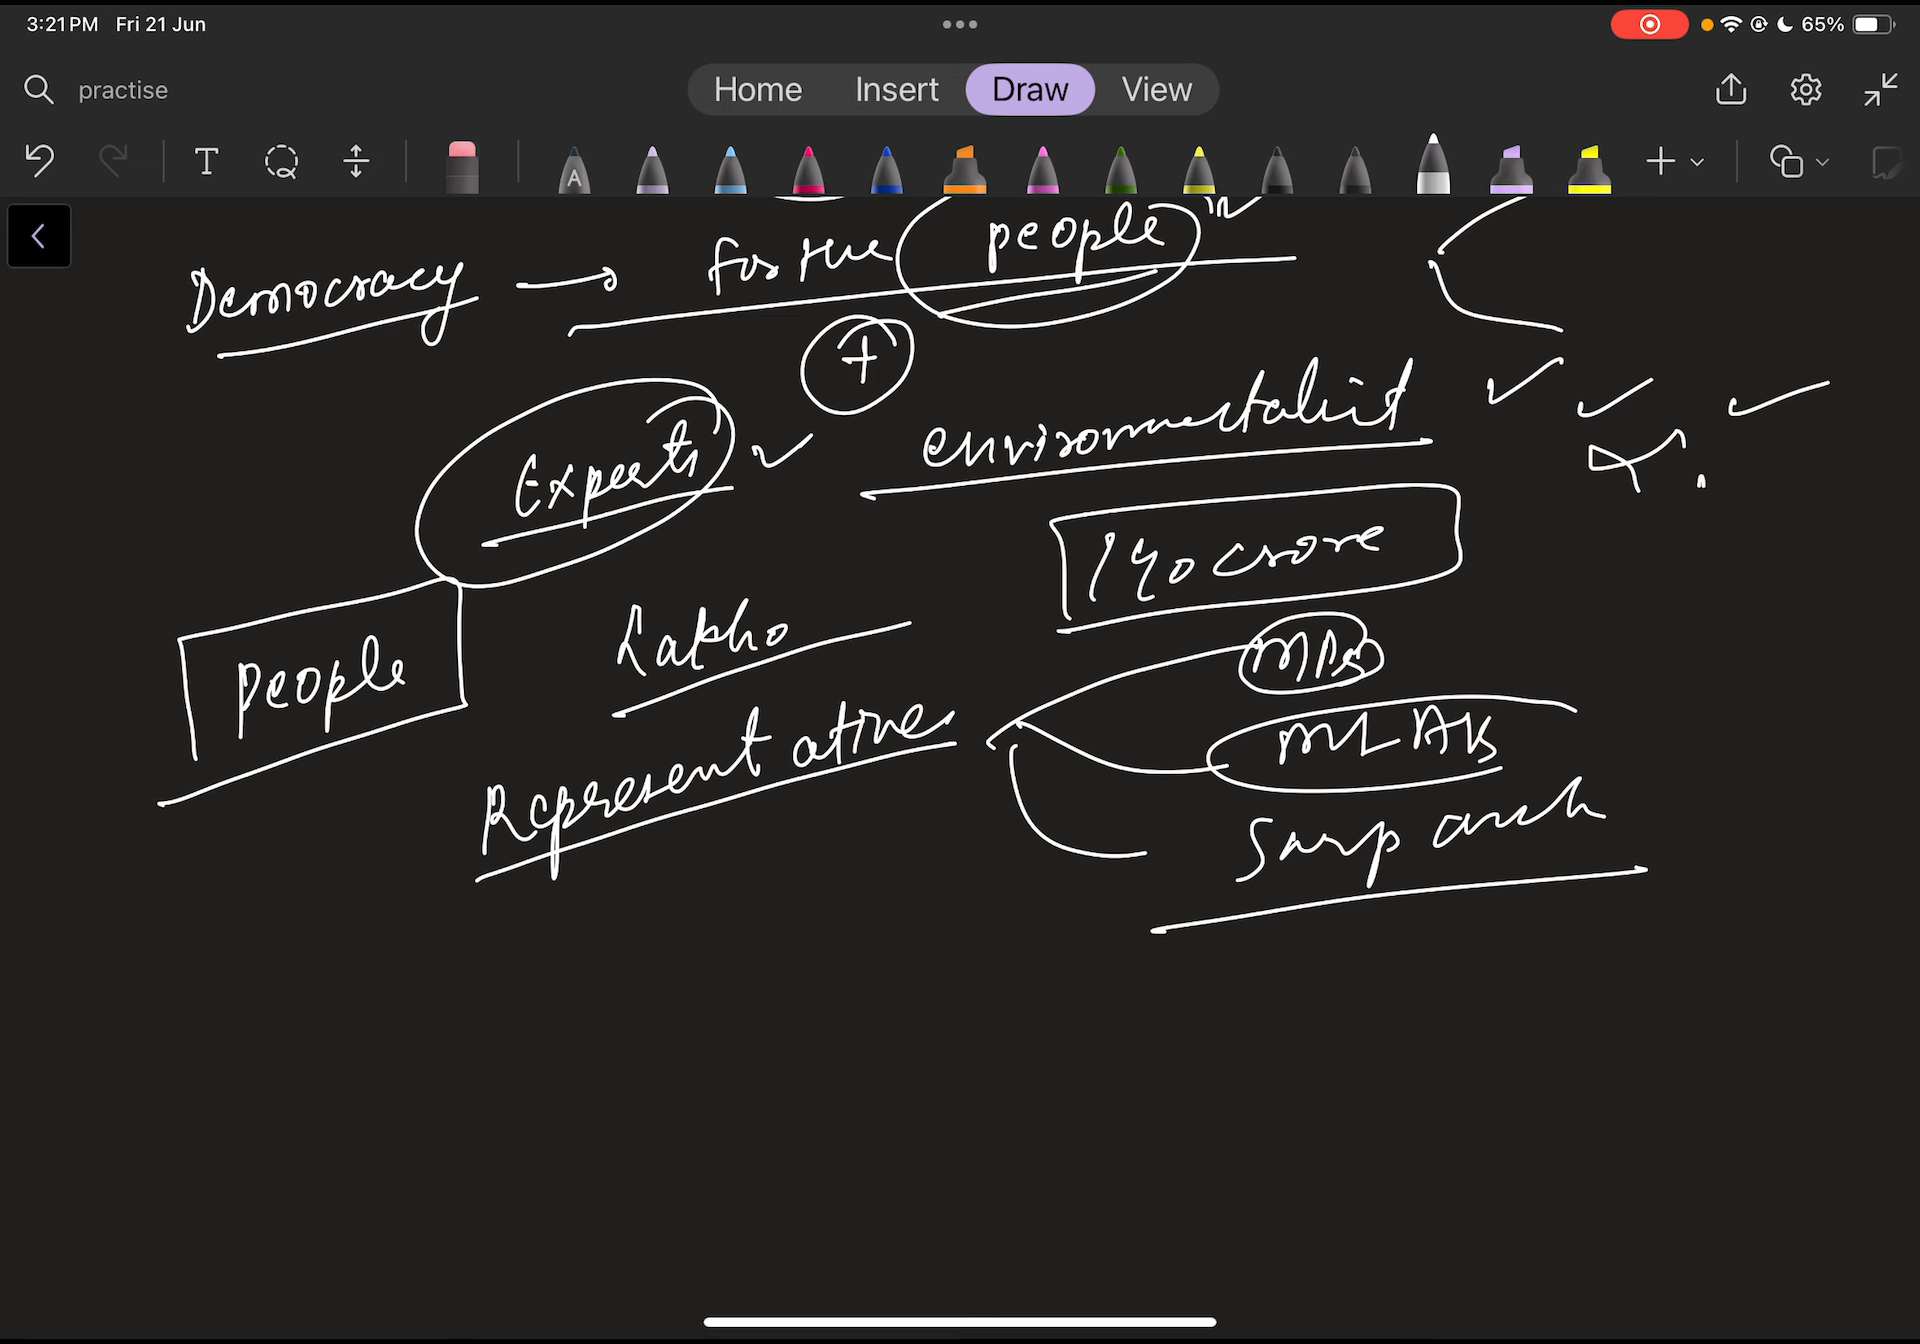 3:21 PM Fri 21 Jun
65%
practise
Home Insert Draw View
T
A
Democracy → for the people
+
Experts
environmentalist
140 crore
People
Lakho
MPs
Representative
MLAs
Sarpanch